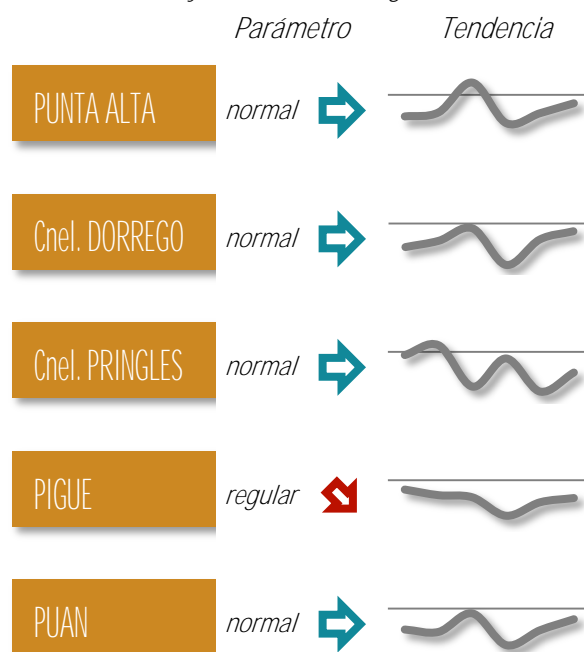 Parámetro Tendencia
PUNTA ALTA normal
Cnel. DORREGO normal
Cnel. PRINGLES normal
PIGUE regular
PUAN normal